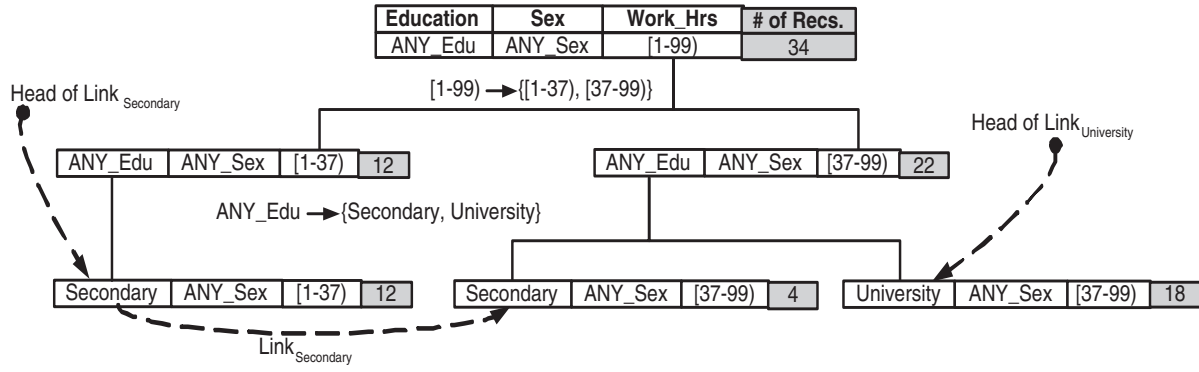 Education Sex Work_Hrs # of Recs.
ANY_Edu ANY_Sex [1-99) 34
[1-99) → {[1-37), [37-99)}
Head of Link Secondary
Head of Link University
ANY_Edu ANY_Sex [1-37) 12
ANY_Edu ANY_Sex [37-99) 22
ANY_Edu → {Secondary, University}
Secondary ANY_Sex [1-37) 12
Secondary ANY_Sex [37-99) 4
University ANY_Sex [37-99) 18
Link Secondary